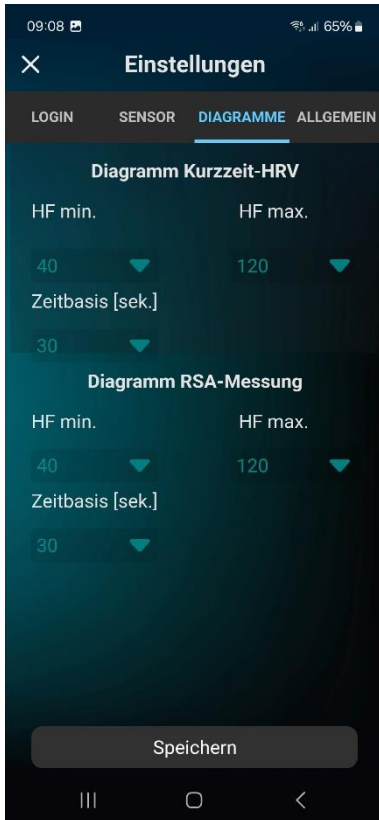 09:08 65%
Einstellungen
LOGIN SENSOR DIAGRAMME ALLGEMEIN
Diagramm Kurzzeit-HRV
HF min. HF max.
40 120
Zeitbasis [sek.]
30
Diagramm RSA-Messung
HF min. HF max.
40 120
Zeitbasis [sek.]
30
Speichern